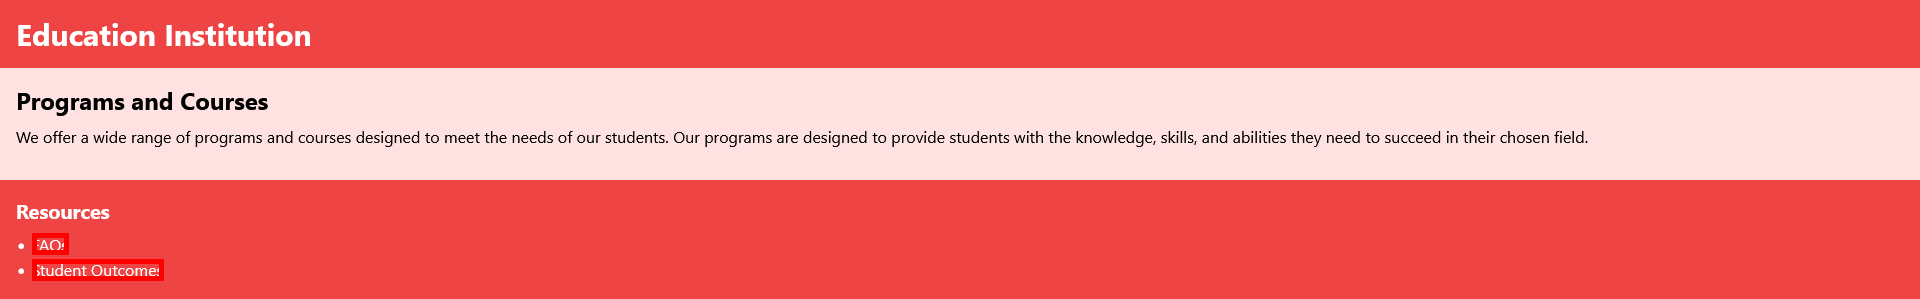 Education Institution
Programs and Courses
We offer a wide range of programs and courses designed to meet the needs of our students. Our programs are designed to provide students with the knowledge, skills, and abilities they need to succeed in their chosen field.
Resources
• FAQs
• Student Outcomes